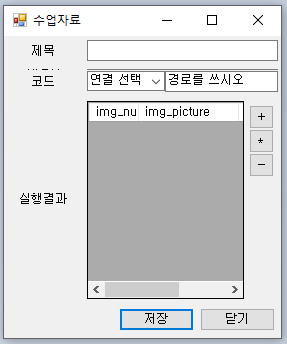 수업자료
제목
코드
연결 선택 경로를 쓰시오
img_nu img_picture
+
*
-
실행결과
저장 닫기